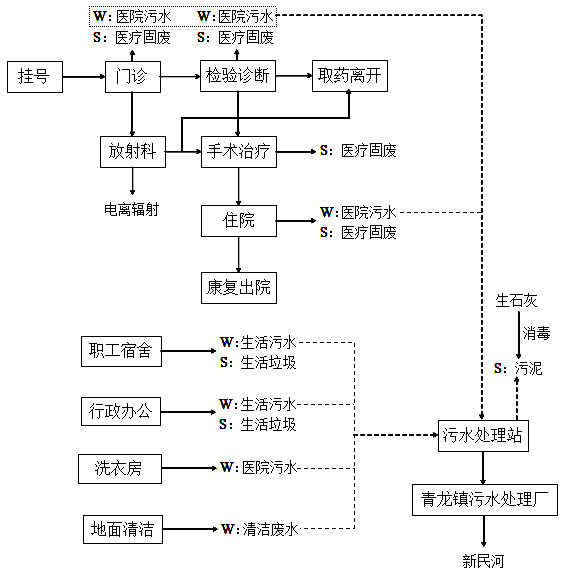 W:医院污水 W:医院污水
S：医疗固废 S：医疗固废
挂号 门诊 检验诊断 取药离开
放射科 手术治疗 S：医疗固废
电离辐射
住院 W:医院污水
S：医疗固废
康复出院
生石灰
消毒
S：污泥
职工宿舍 W:生活污水
S：生活垃圾
行政办公 W:生活污水
S：生活垃圾
污水处理站
洗衣房 W:医院污水
青龙镇污水处理厂
地面清洁 W:清洁废水
新民河